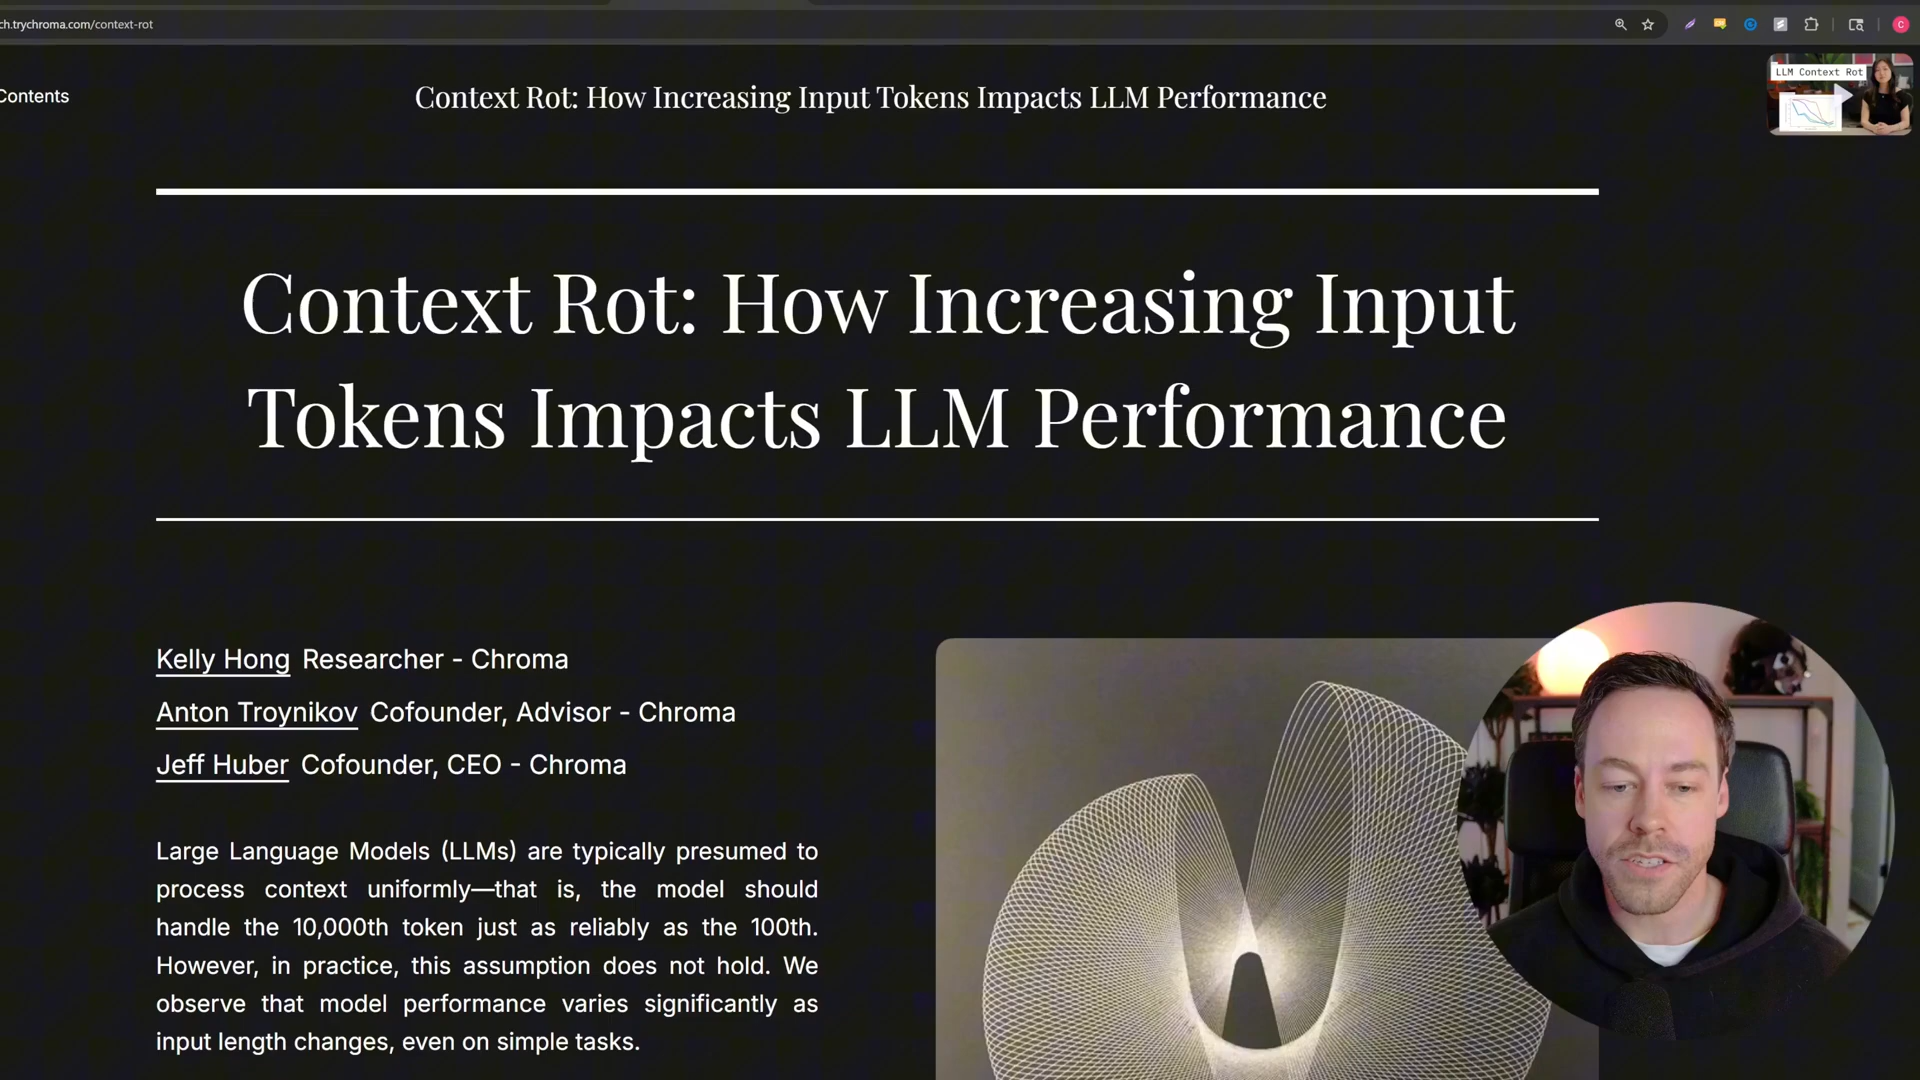 ch.trychroma.com/context-rot
Contents
Context Rot: How Increasing Input Tokens Impacts LLM Performance
LLM Context Rot
Context Rot: How Increasing Input
Tokens Impacts LLM Performance
Kelly Hong Researcher - Chroma
Anton Troynikov Cofounder, Advisor - Chroma
Jeff Huber Cofounder, CEO - Chroma
Large Language Models (LLMs) are typically presumed to
process context uniformly—that is, the model should
handle the 10,000th token just as reliably as the 100th.
However, in practice, this assumption does not hold. We
observe that model performance varies significantly as
input length changes, even on simple tasks.